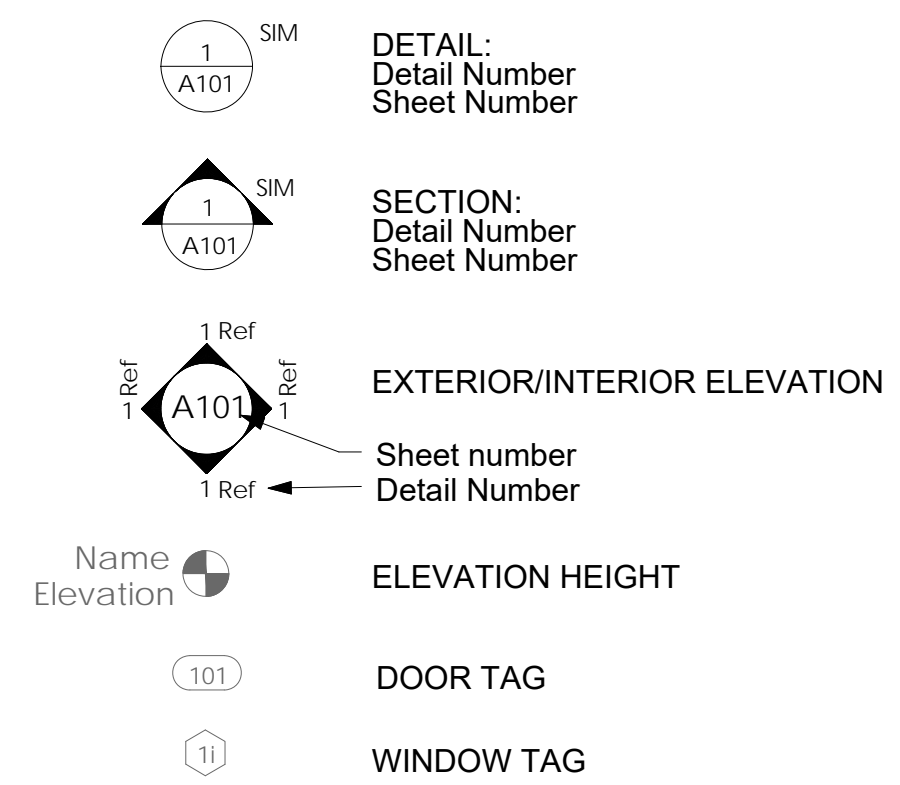 1
A101
SIM
DETAIL:
Detail Number
Sheet Number
1
A101
SIM
SECTION:
Detail Number
Sheet Number
1 Ref
1 Ref
A101
1 Ref
1 Ref
EXTERIOR/INTERIOR ELEVATION
Sheet number
Detail Number
Name
Elevation
ELEVATION HEIGHT
101
DOOR TAG
1i
WINDOW TAG